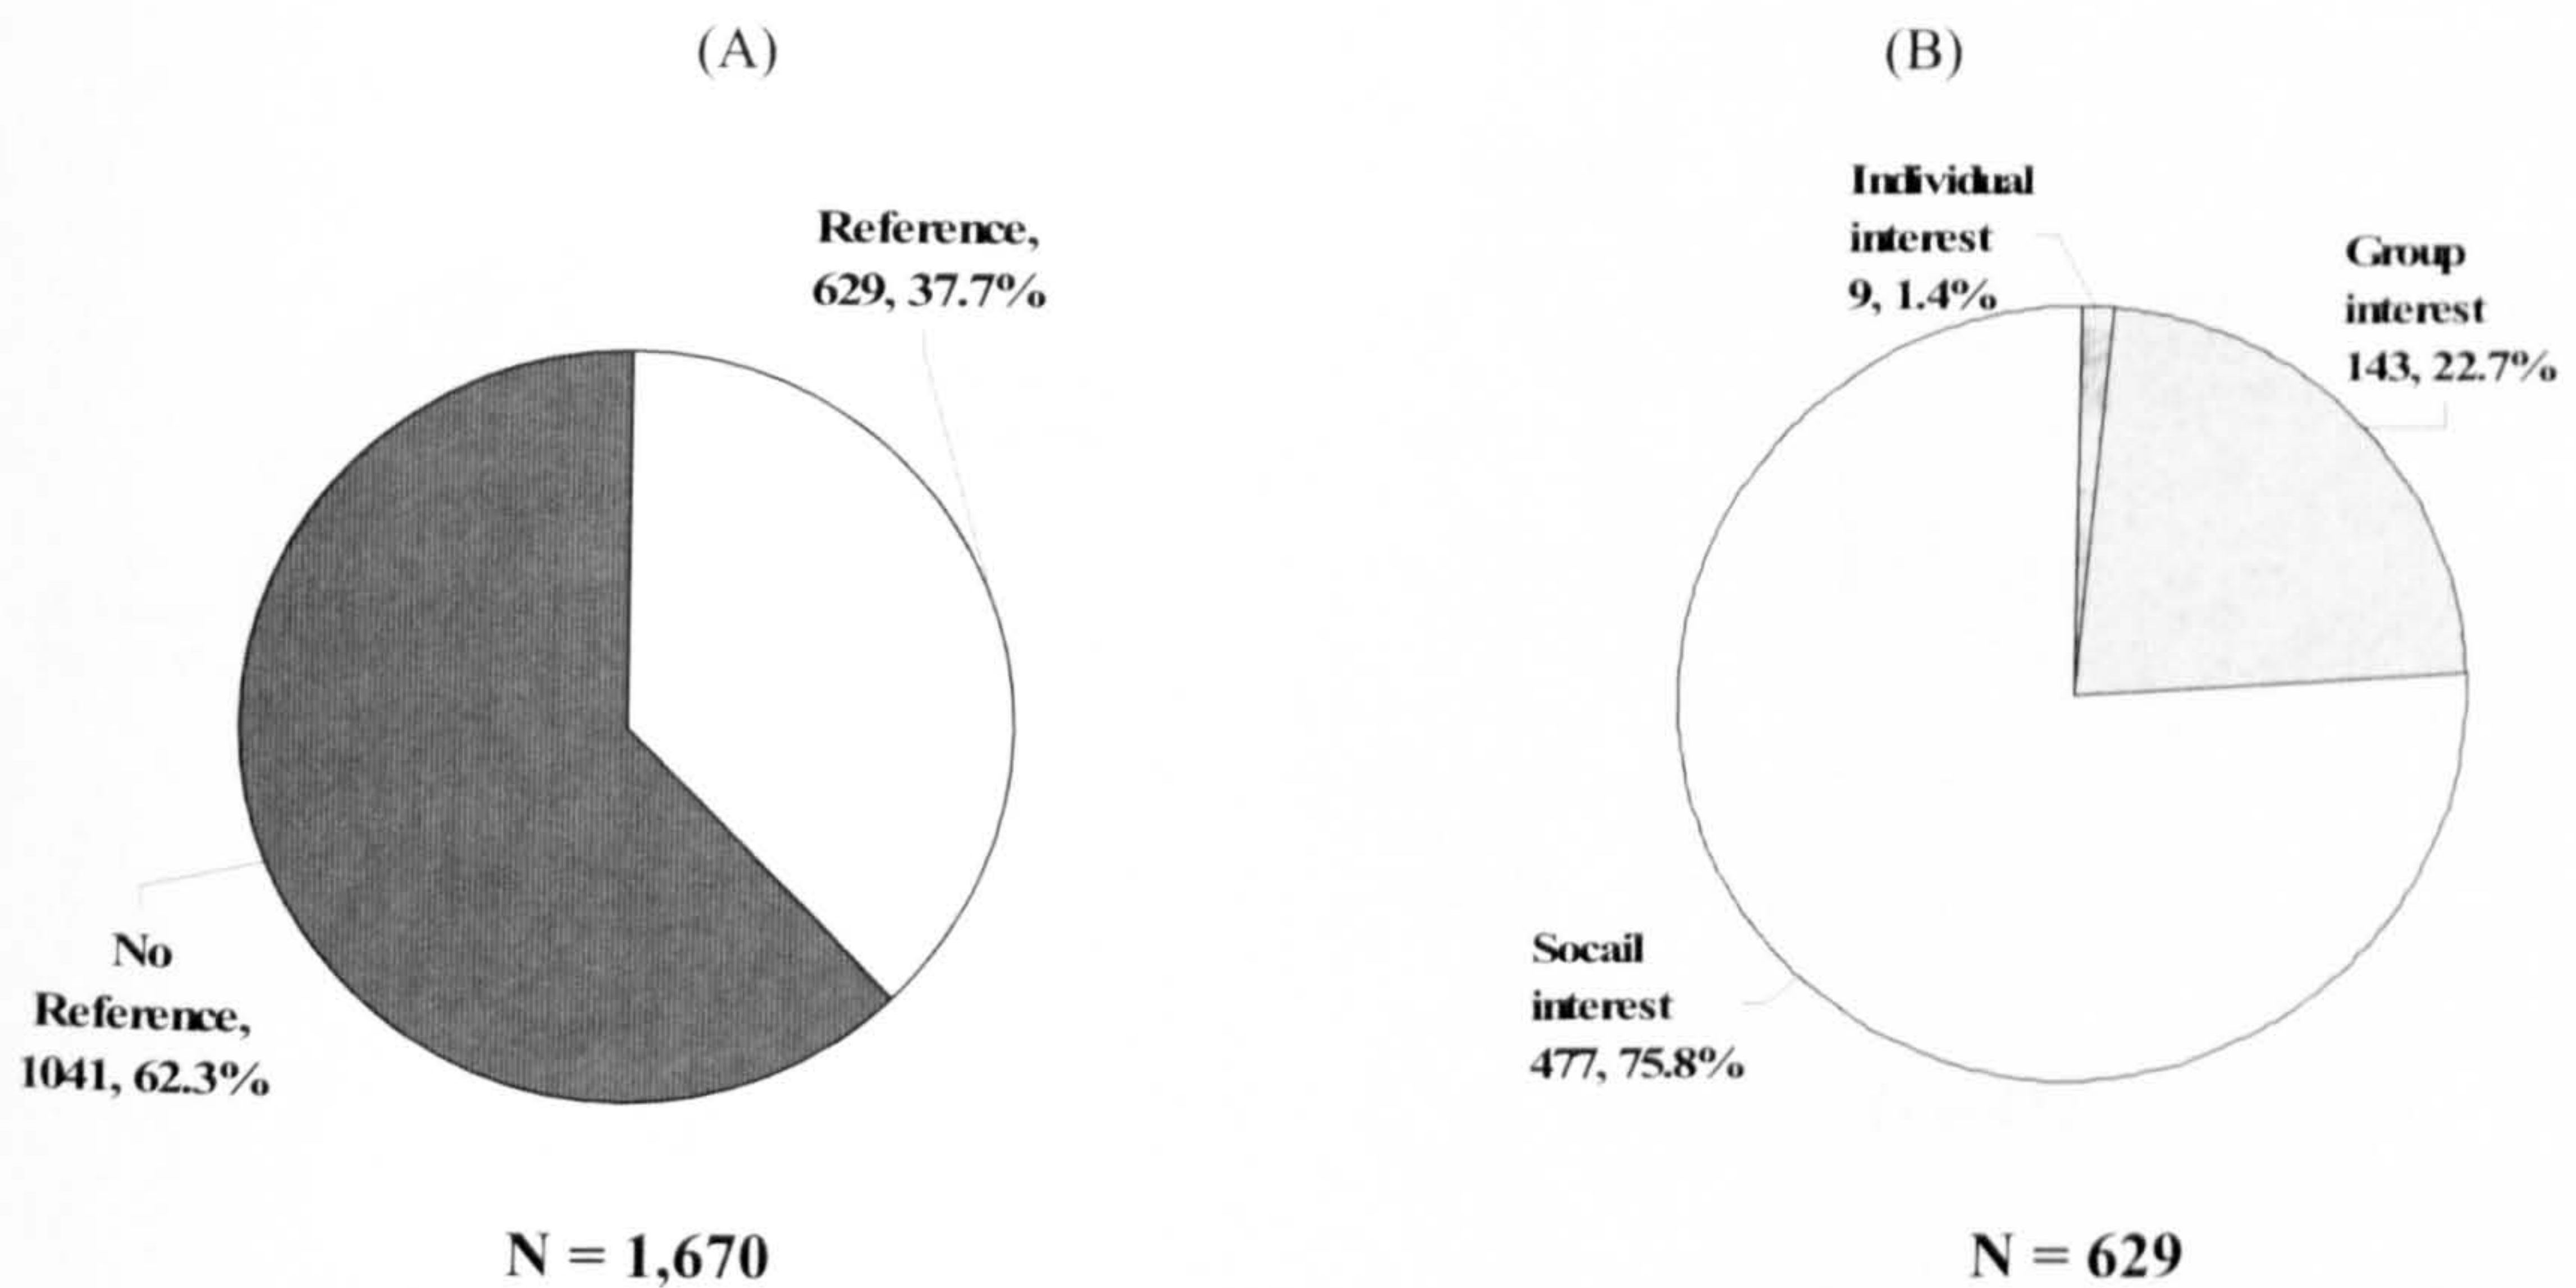 (A)
Reference,
629, 37.7%
No
Reference,
1041, 62.3%
N = 1,670
(B)
Individual
interest
9, 1.4%
Group
interest
143, 22.7%
Socail
interest
477, 75.8%
N = 629